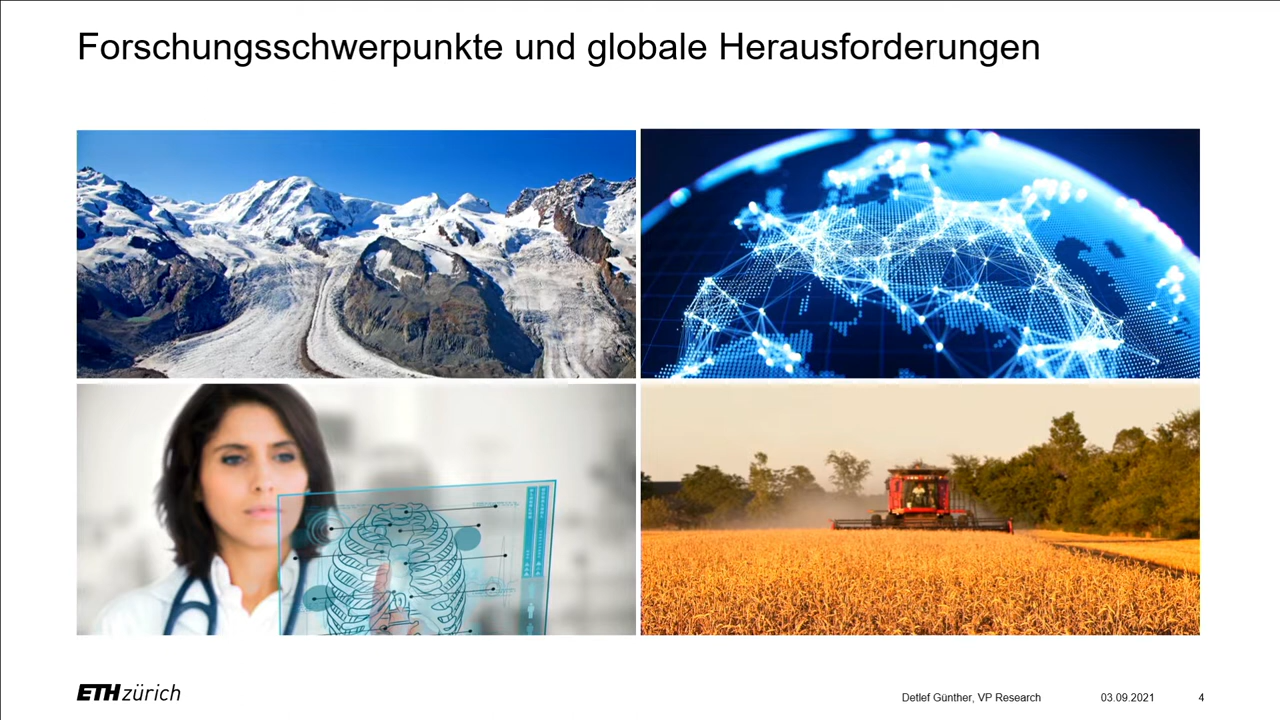 Forschungsschwerpunkte und globale Herausforderungen
ETH zürich
Detlef Günther, VP Research
03.09.2021
4